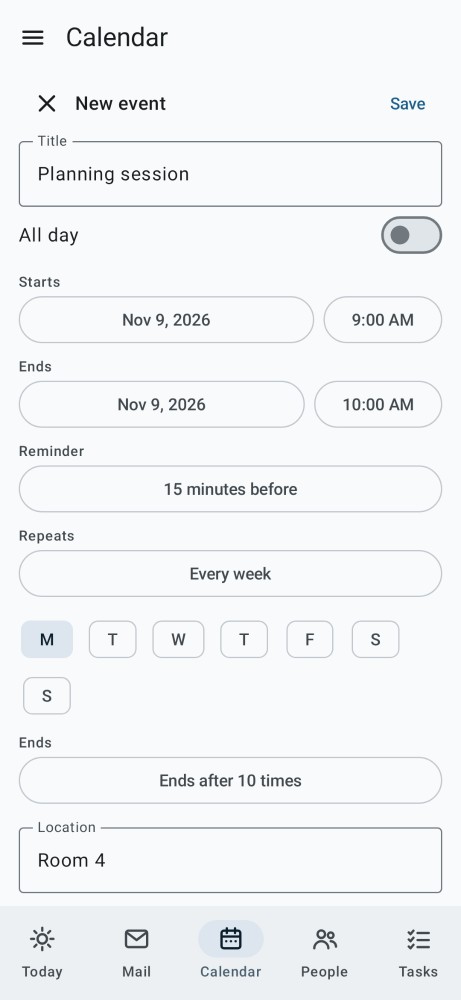 Calendar
New event Save
Title
Planning session
All day
Starts
Nov 9, 2026 9:00 AM
Ends
Nov 9, 2026 10:00 AM
Reminder
15 minutes before
Repeats
Every week
M T W T F S
S
Ends
Ends after 10 times
Location
Room 4
Today Mail Calendar People Tasks